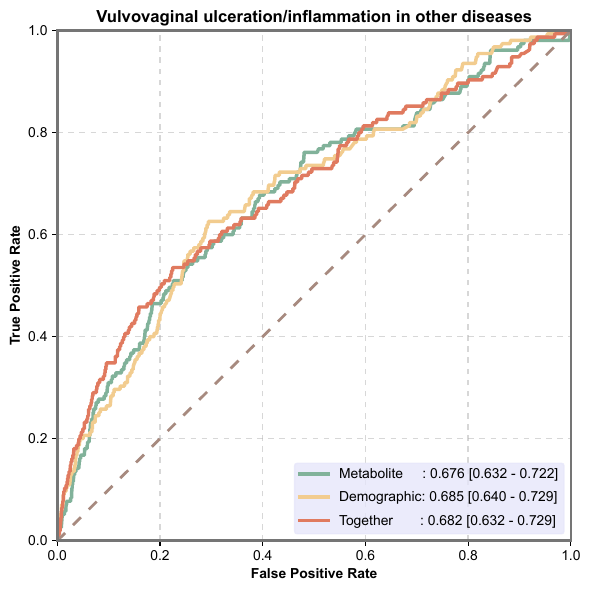 Vulvovaginal ulceration/inflammation in other diseases
1.0
0.8
0.6
0.4
0.2
0.0
True Positive Rate
Metabolite : 0.676 [0.632 - 0.722]
Demographic: 0.685 [0.640 - 0.729]
Together : 0.682 [0.632 - 0.729]
0.0 0.2 0.4 0.6 0.8 1.0
False Positive Rate